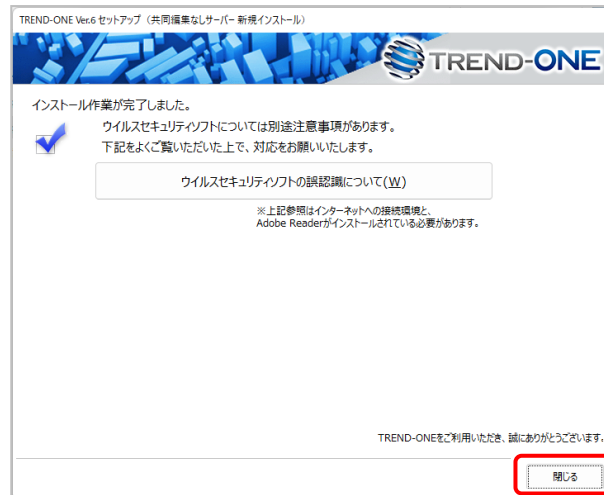 TREND-ONE Ver.6 セットアップ（共同編集なしサーバー 新規インストール）
TREND-ONE
インストール作業が完了しました。
ウイルスセキュリティソフトについては別途注意事項があります。
下記をよくご覧いただいた上で、対応をお願いいたします。
ウイルスセキュリティソフトの誤認識について(W)
※上記参照はインターネットへの接続環境と、
Adobe Readerがインストールされている必要があります。
TREND-ONEをご利用いただき、誠にありがとうございます。
閉じる